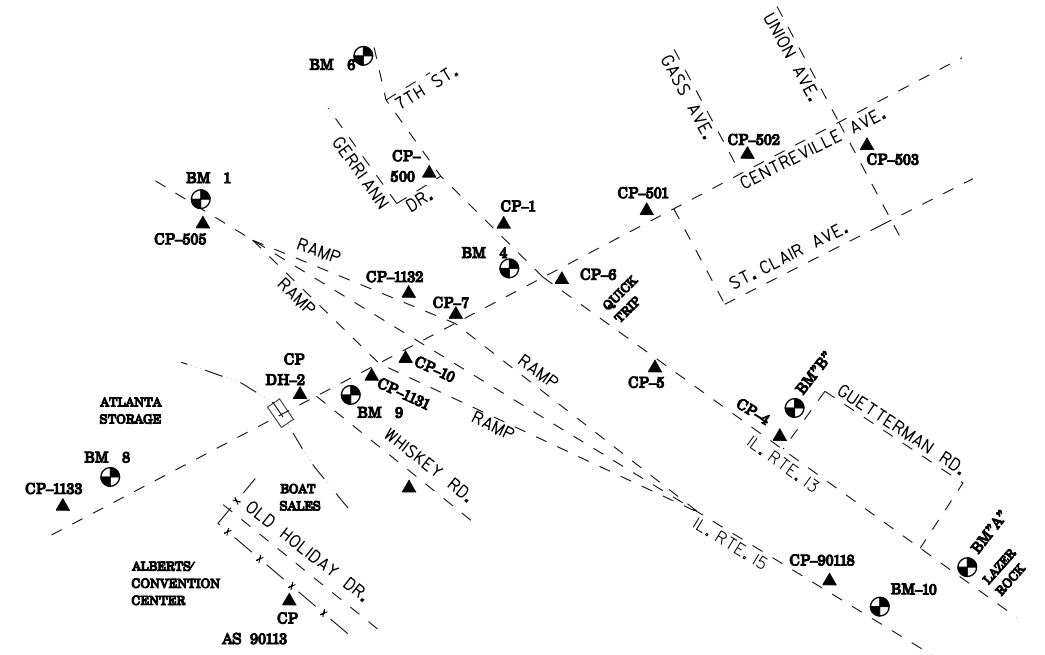 UNION AVE.
BM 6
7TH ST.
GASS AVE.
CENTREVILLE AVE.
CP-502
CP-503
GERRI ANN DR.
CP-
500
BM 1
CP-505
CP-501
CP-1
BM 4
CP-6
ST. CLAIR AVE.
RAMP
RAMP
CP-1132
CP-7
QUICK
TRIP
CP
DH-2
CP-10
CP-1131
BM 9
RAMP
RAMP
CP-5
CP-4
BM"B"
GUETTERMAN RD.
ATLANTA
STORAGE
WHISKEY RD.
IL. RTE. 13
BM 8
CP-1133
BOAT
SALES
OLD HOLIDAY DR.
IL. RTE. 15
BM"A"
LAZER
ROCK
ALBERTS/
CONVENTION
CENTER
CP-90118
BM-10
CP
AS 90113